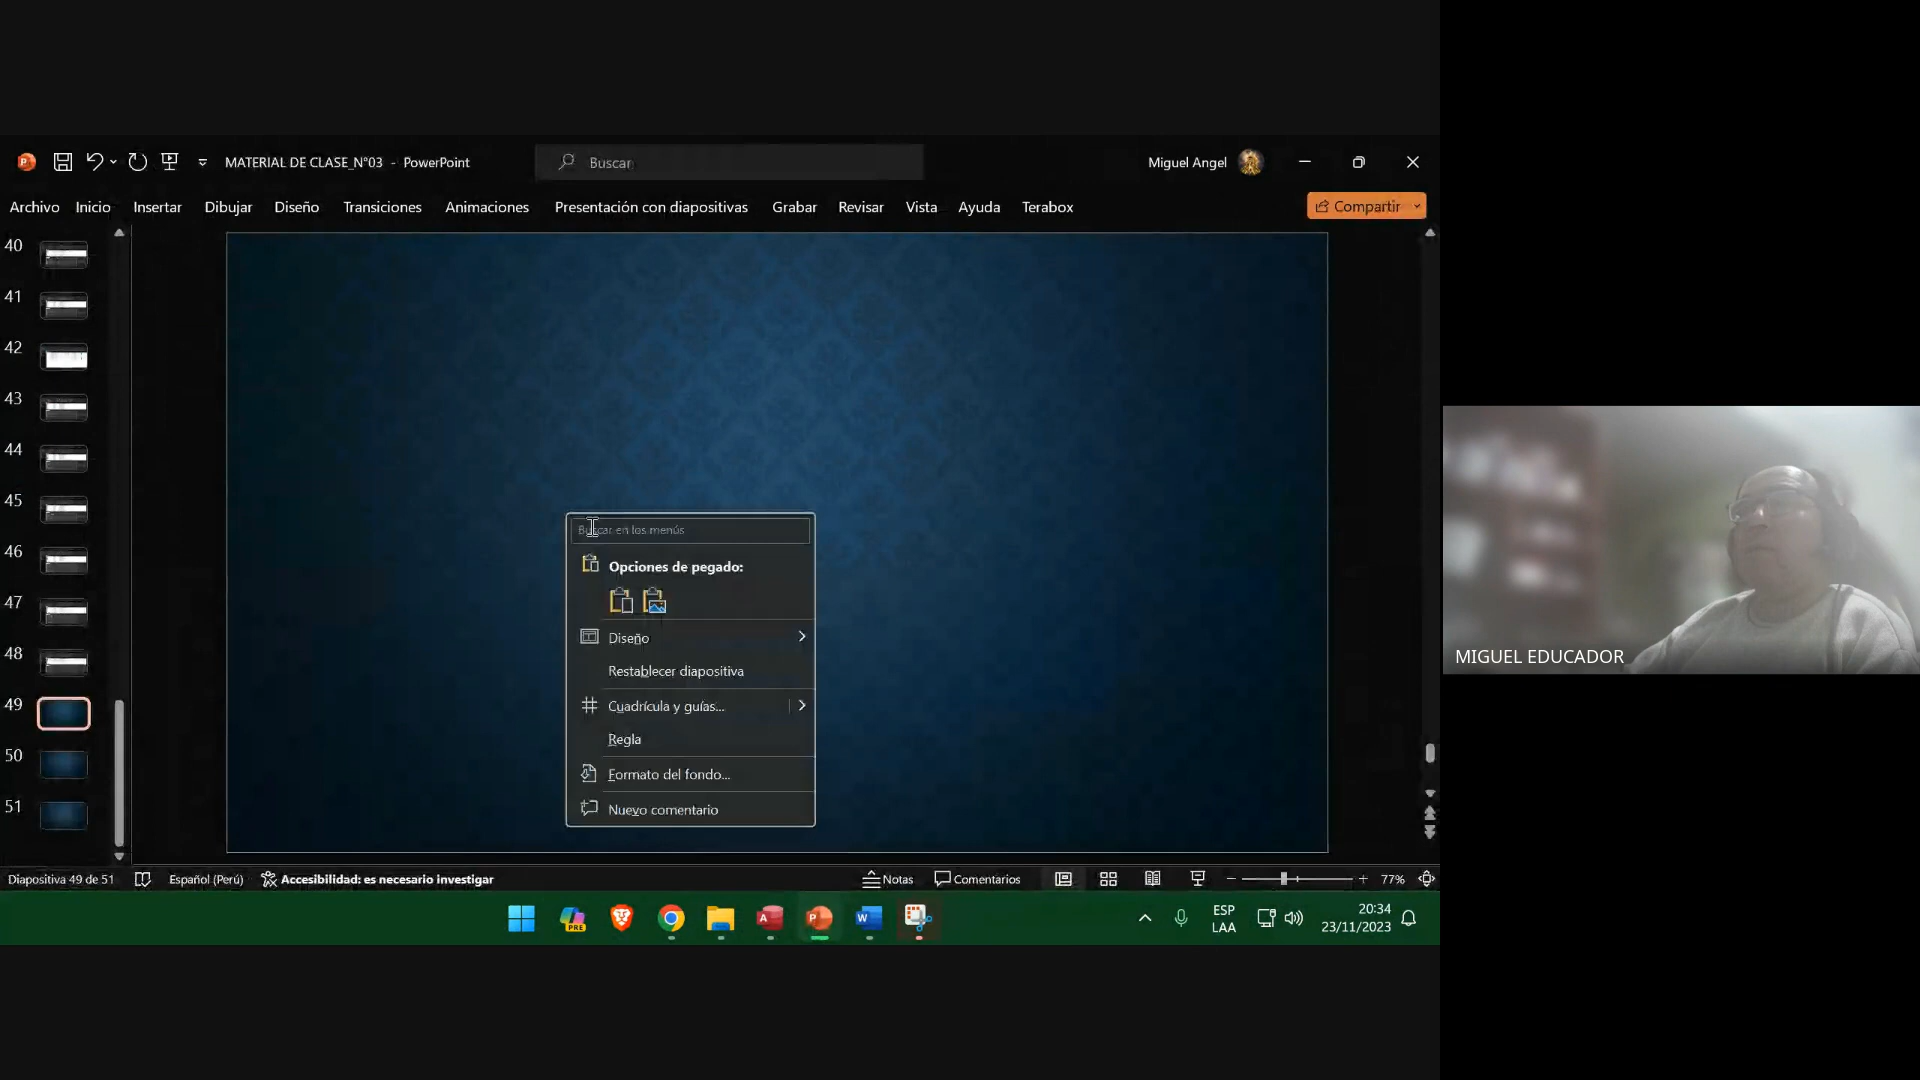 MATERIAL DE CLASE_N°03 - PowerPoint
Buscar
Miguel Angel
Archivo Inicio Insertar Dibujar Diseño Transiciones Animaciones Presentación con diapositivas Grabar Revisar Vista Ayuda Terabox
Compartir
40
41
42
43
44
45
46
47
48
49
50
51
Buscar en los menús
Opciones de pegado:
Diseño
Restablecer diapositiva
Cuadrícula y guías...
Regla
Formato del fondo...
Nuevo comentario
MIGUEL EDUCADOR
Diapositiva 49 de 51 Español (Perú) Accesibilidad: es necesario investigar Notas Comentarios 77%
PRE
ESP
LAA
20:34
23/11/2023